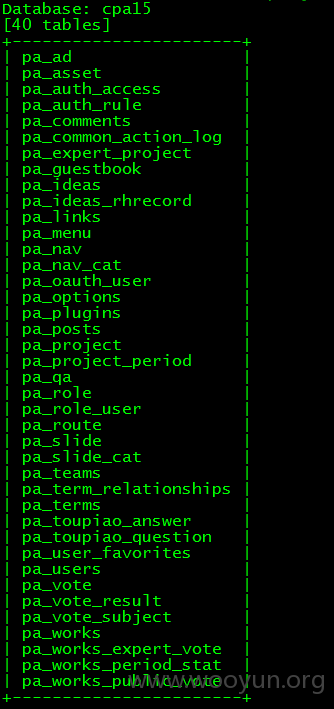 Database: cpa15
[40 tables]
+-----------------------+
| pa_ad |
| pa_asset |
| pa_auth_access |
| pa_auth_rule |
| pa_comments |
| pa_common_action_log |
| pa_expert_project |
| pa_guestbook |
| pa_ideas |
| pa_ideas_rhrecord |
| pa_links |
| pa_menu |
| pa_nav |
| pa_nav_cat |
| pa_oauth_user |
| pa_options |
| pa_plugins |
| pa_posts |
| pa_project |
| pa_project_period |
| pa_qa |
| pa_role |
| pa_role_user |
| pa_route |
| pa_slide |
| pa_slide_cat |
| pa_teams |
| pa_term_relationships |
| pa_terms |
| pa_toupiao_answer |
| pa_toupiao_question |
| pa_user_favorites |
| pa_users |
| pa_vote |
| pa_vote_result |
| pa_vote_subject |
| pa_works |
| pa_works_expert_vote |
| pa_works_period_stat |
| pa_works_public_vote |
+-----------------------+
www.wooyun.org